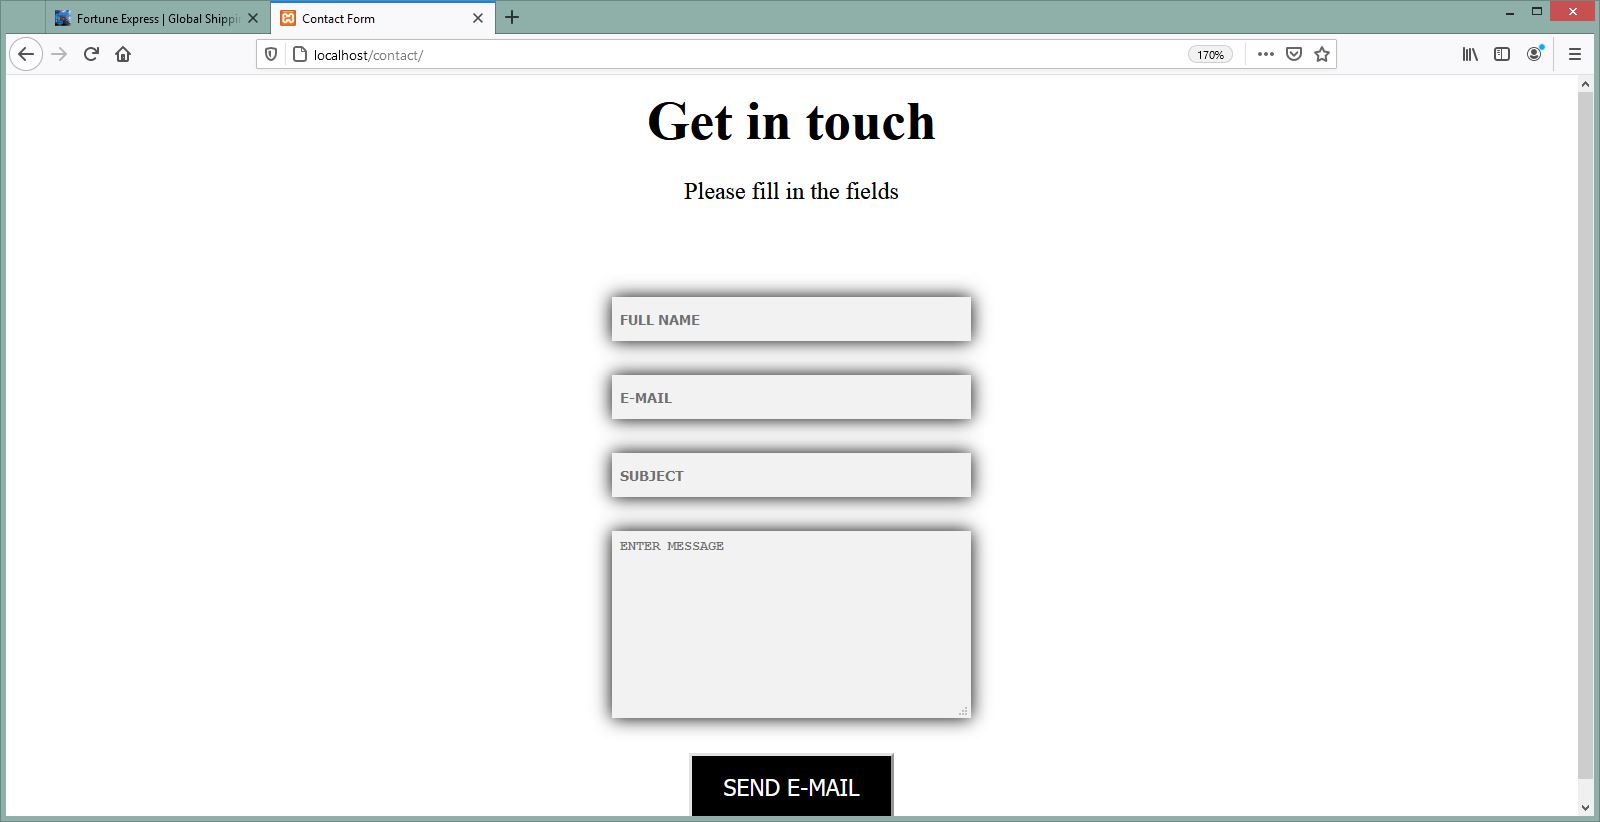 Fortune Express | Global Shippin
Contact Form
localhost/contact/
170%
Get in touch
Please fill in the fields
FULL NAME
E-MAIL
SUBJECT
ENTER MESSAGE
SEND E-MAIL